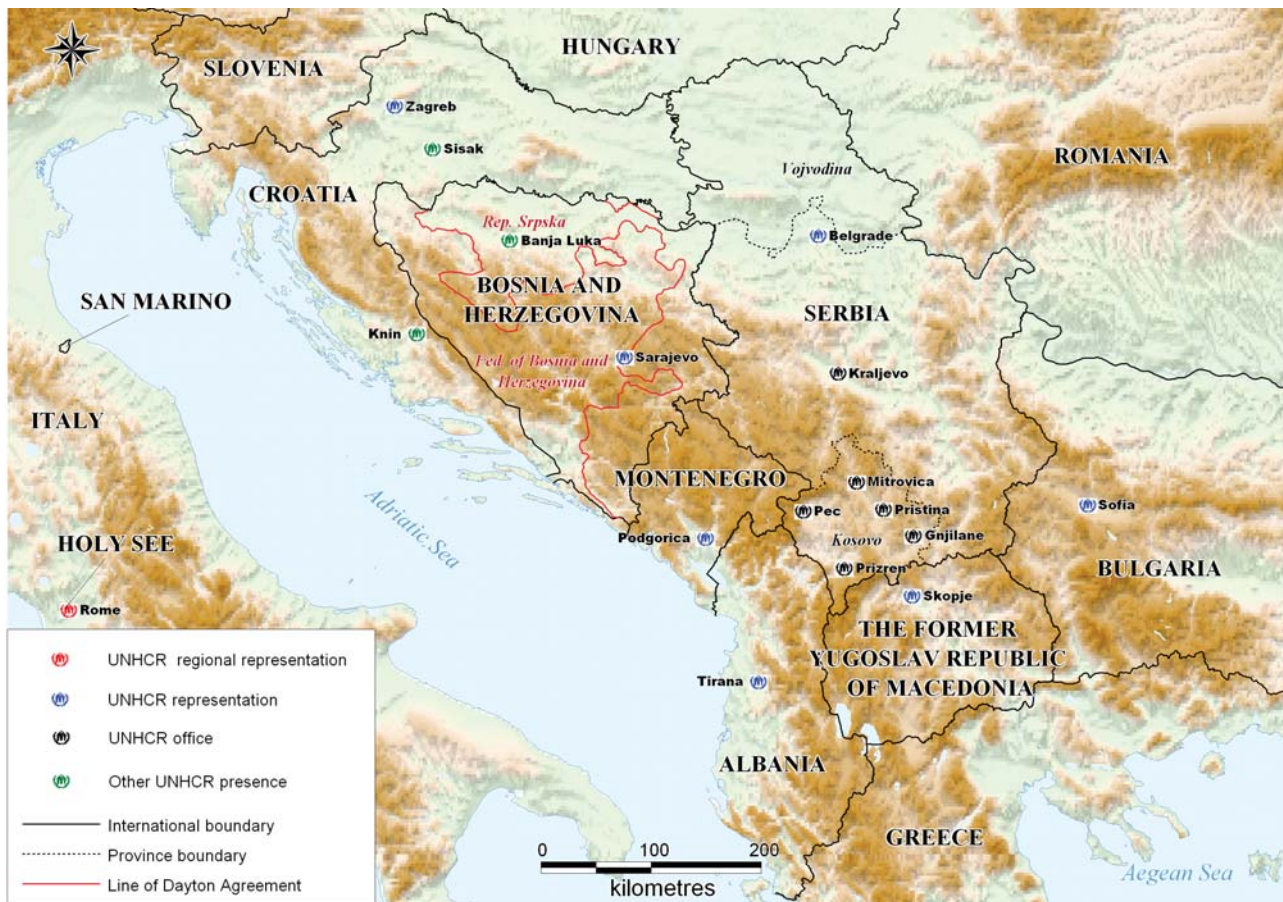 HUNGARY
SLOVENIA
Zagreb
Sisak
ROMANIA
Vojvodina
CROATIA
Rep. Srpska
Banja Luka
Belgrade
BOSNIA AND
HERZEGOVINA
SAN MARINO
SERBIA
Knin
Sarajevo
Fed. of Bosnia and
Herzegovina
Kraljevo
ITALY
MONTENEGRO
Mitrovica
Pec
Pristina
Sofia
Adriatic Sea
Podgorica
Kosovo
Gnjilane
HOLY SEE
Prizren
BULGARIA
Rome
Skopje
THE FORMER
YUGOSLAV REPUBLIC
OF MACEDONIA
Tirana
ALBANIA
GREECE
Aegean Sea
UNHCR regional representation
UNHCR representation
UNHCR office
Other UNHCR presence
International boundary
Province boundary
Line of Dayton Agreement
0 100 200
kilometres